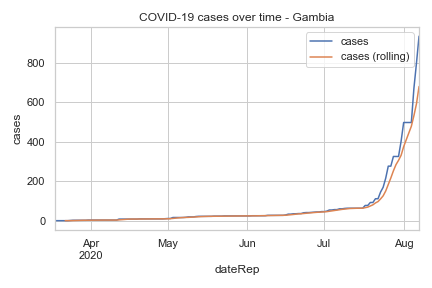 COVID-19 cases over time - Gambia
cases
cases (rolling)
cases
800
600
400
200
0
Apr
2020
May
Jun
Jul
Aug
dateRep